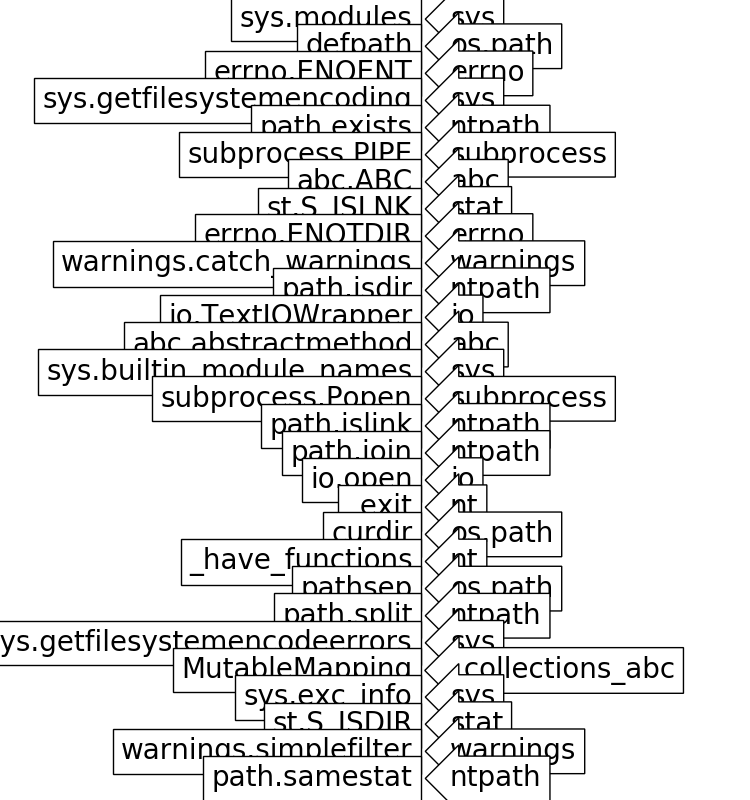 sys.modules sys
defpath os.path
errno.ENOENT errno
sys.getfilesystemencoding sys
path.exists ntpath
subprocess.PIPE subprocess
abc.ABC abc
st.S_ISLNK stat
errno.ENOTDIR errno
warnings.catch_warnings warnings
path.isdir ntpath
io.TextIOWrapper io
abc.abstractmethod abc
sys.builtin_module_names sys
subprocess.Popen subprocess
path.islink ntpath
path.join ntpath
io.open io
exit nt
curdir os.path
_have_functions nt
pathsep os.path
path.split ntpath
ys.getfilesystemencodeerrors sys
MutableMapping collections_abc
sys.exc_info sys
st.S_ISDIR stat
warnings.simplefilter warnings
path.samestat ntpath